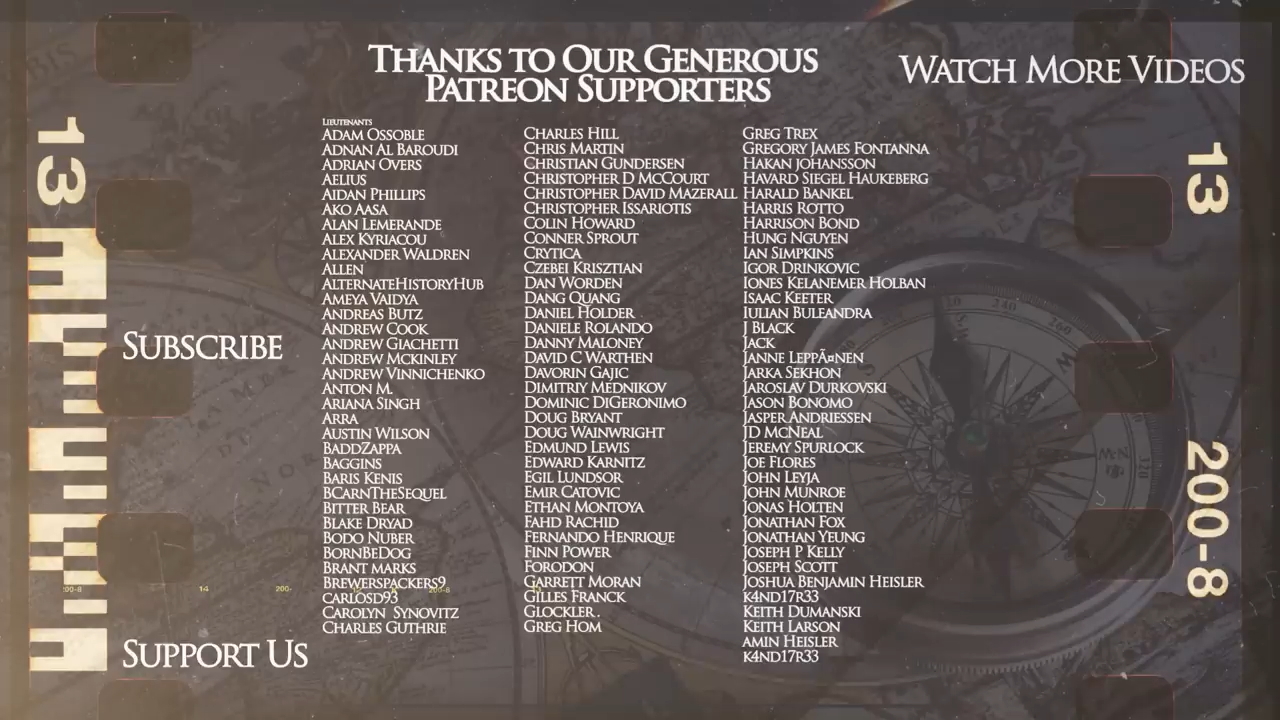 THANKS TO OUR GENEROUS
PATREON SUPPORTERS
WATCH MORE VIDEOS
SUBSCRIBE
SUPPORT US
LIEUTENANTS
ADAM OSSOBLE
ADNAN AL BAROUDI
ADRIAN OVERS
AELIUS
AIDAN PHILLIPS
AKO AASA
ALAN LEMERANDE
ALEX KYRIACOU
ALEXANDER WALDREN
ALLEN
ALTERNATEHISTORYHUB
AMEYA VAIDYA
ANDREAS BUTZ
ANDREW COOK
ANDREW GIACHETTI
ANDREW MCKINLEY
ANDREW VINNICHENKO
ANTON M.
ARIANA SINGH
ARRA
AUSTIN WILSON
BADDZAPPA
BAGGINS
BARIS KENIS
BCARNTHESEQUEL
BITTER BEAR
BLAKE DRYAD
BODO NUBER
BORNBEDOG
BRANT MARKS
BREWERSPACKERS9
CARLOSD93
CAROLYN SYNOVITZ
CHARLES GUTHRIE
CHARLES HILL
CHRIS MARTIN
CHRISTIAN GUNDERSEN
CHRISTOPHER D MCCOURT
CHRISTOPHER DAVID MAZERALL
CHRISTOPHER ISSARIOTIS
COLIN HOWARD
CONNER SPROUT
CRYTICA
CZEBEI KRISZTIAN
DAN WORDEN
DANG QUANG
DANIEL HOLDER
DANIELE ROLANDO
DANNY MALONEY
DAVID C WARTHEN
DAVORIN GAJIC
DIMITRIY MEDNIKOV
DOMINIC DIGERONIMO
DOUG BRYANT
DOUG WAINWRIGHT
EDMUND LEWIS
EDWARD KARNITZ
EGIL LUNDSOR
EMIR CATOVIC
ETHAN MONTOYA
FAHD RACHID
FERNANDO HENRIQUE
FINN POWER
FORODON
GARRETT MORAN
GILLES FRANCK
GLOCKLER.
GREG HOM
GREG TREX
GREGORY JAMES FONTANNA
HAKAN JOHANSSON
HAVARD SIEGEL HAUKEBERG
HARALD BANKEL
HARRIS ROTTO
HARRISON BOND
HUNG NGUYEN
IAN SIMPKINS
IGOR DRINKOVIC
IONES KELANEMER HOLBAN
ISAAC KEETER
IULIAN BULEANDRA
J BLACK
JACK
JANNE LEPPÃ¤NEN
JARKA SEKHON
JAROSLAV DURKOVSKI
JASON BONOMO
JASPER ANDRIESSEN
JD MCNEAL
JEREMY SPURLOCK
JOE FLORES
JOHN LEYJA
JOHN MUNROE
JONAS HOLTEN
JONATHAN FOX
JONATHAN YEUNG
JOSEPH P KELLY
JOSEPH SCOTT
JOSHUA BENJAMIN HEISLER
K4ND17R33
KEITH DUMANSKI
KEITH LARSON
AMIN HEISLER
K4ND17R33
13
13
200-8
200-8
14
200-
200-8
240
260